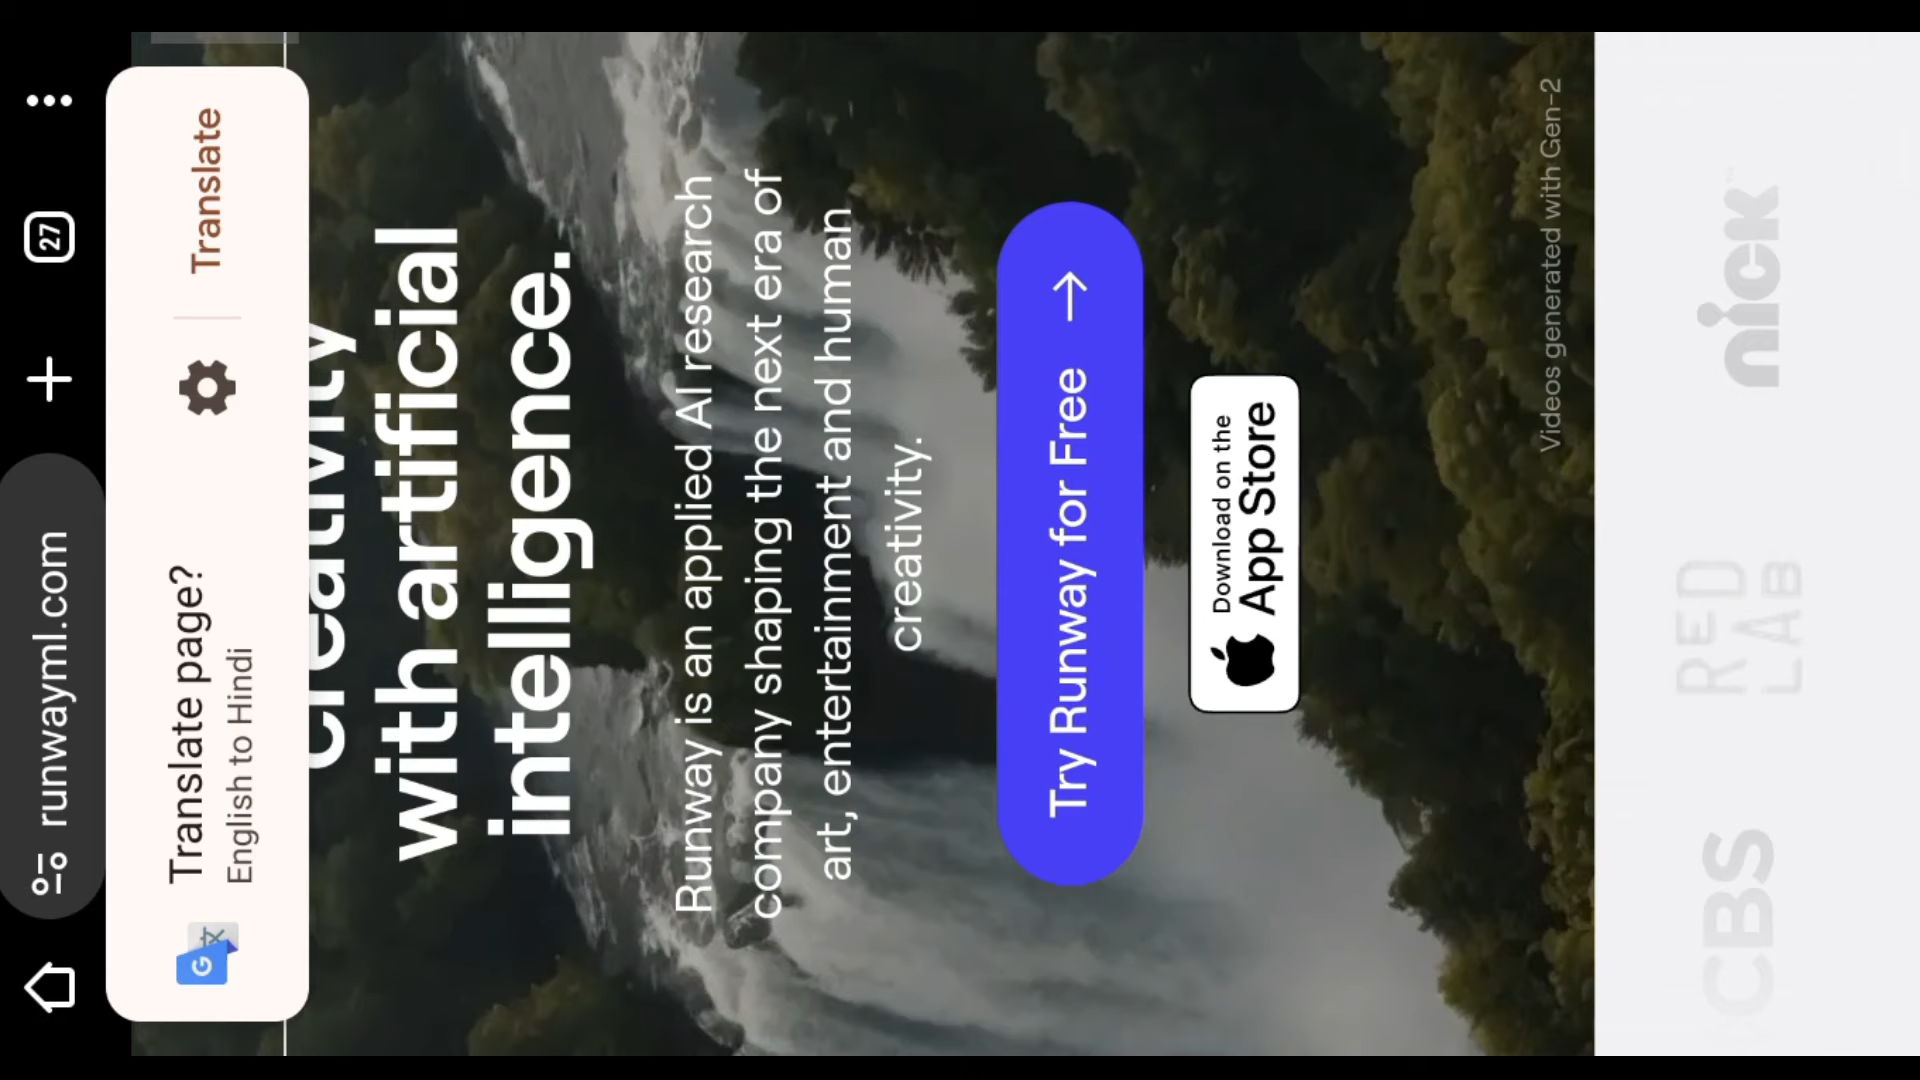 runwayml.com
27
Translate page?
English to Hindi
Translate
creativity
with artificial
intelligence.
Runway is an applied AI research
company shaping the next era of
art, entertainment and human
creativity.
Try Runway for Free →
Download on the
App Store
Videos generated with Gen-2
CBS
RED
LAB
nick